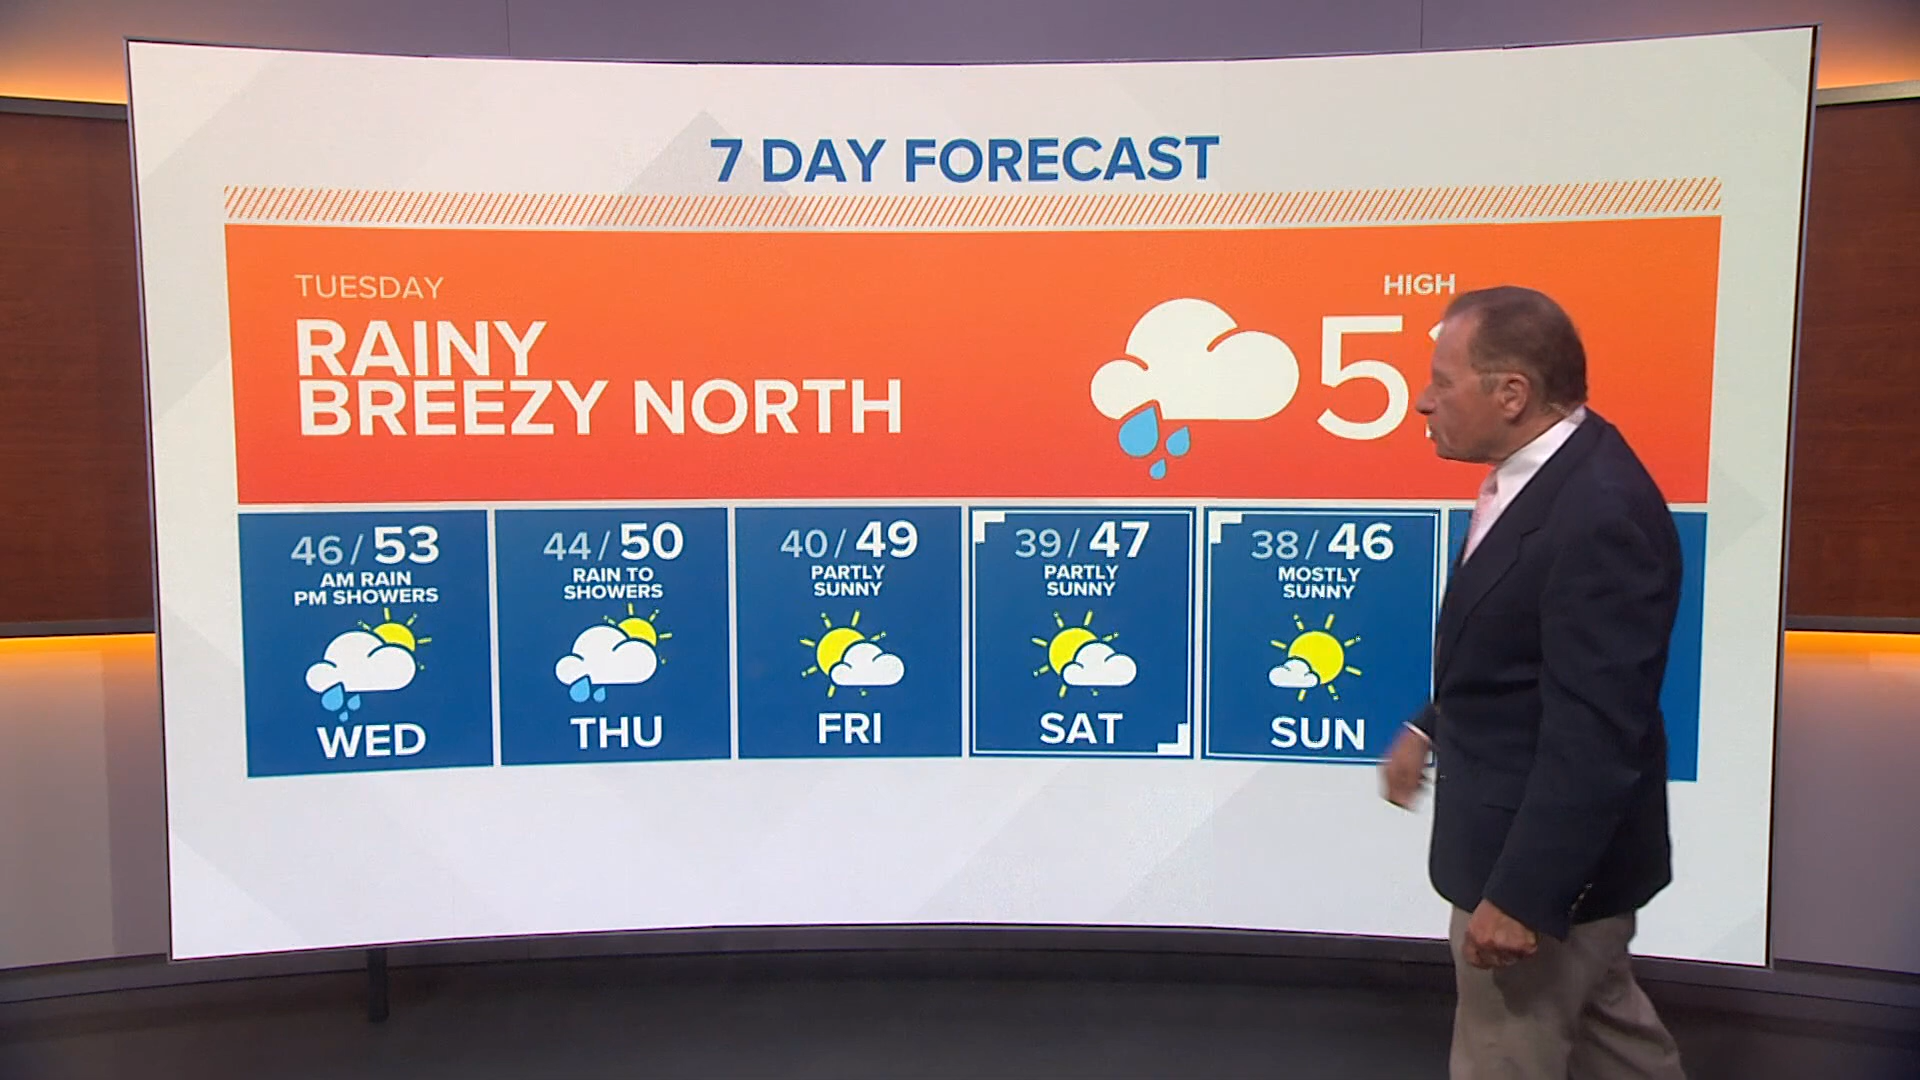 7 DAY FORECAST
TUESDAY
RAINY
BREEZY NORTH
HIGH
46/53
AM RAIN
PM SHOWERS
WED
44/50
RAIN TO
SHOWERS
THU
40/49
PARTLY
SUNNY
FRI
39/47
PARTLY
SUNNY
SAT
38/46
MOSTLY
SUNNY
SUN